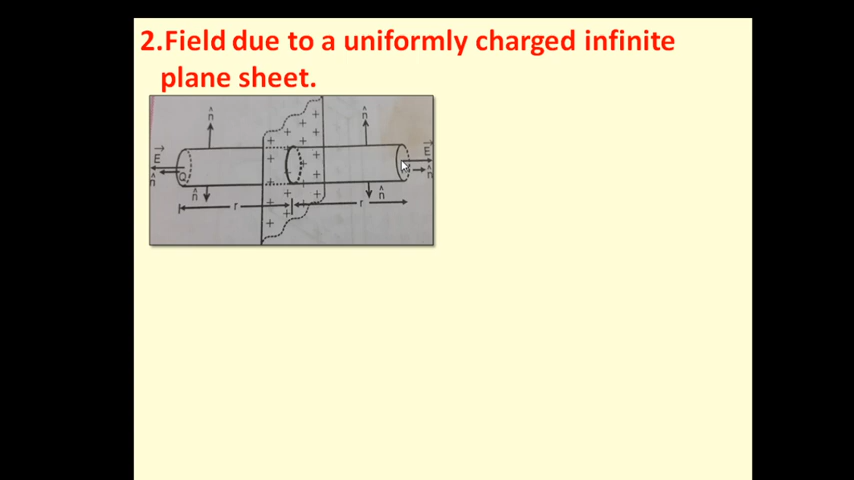 2.Field due to a uniformly charged infinite
plane sheet.
n̂ n̂
E⃗ E⃗
Q
n̂ n̂
n̂ n̂
r r